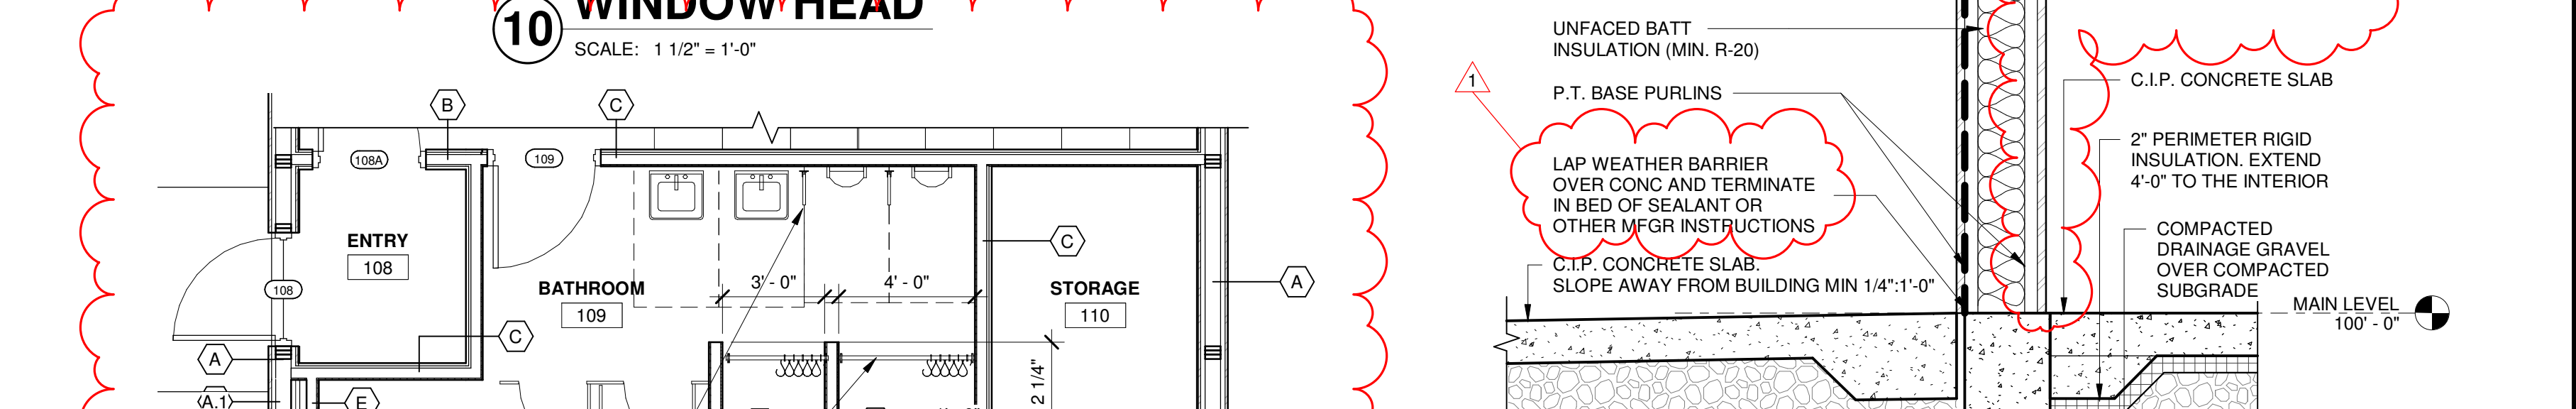 10
WINDOW HEAD
SCALE: 1 1/2" = 1'-0"
B
C
108A
109
ENTRY
108
108
BATHROOM
109
3' - 0"
4' - 0"
C
STORAGE
110
A
C
A
A.1
E
2 1/4"
UNFACED BATT
INSULATION (MIN. R-20)
1
P.T. BASE PURLINS
LAP WEATHER BARRIER
OVER CONC AND TERMINATE
IN BED OF SEALANT OR
OTHER MFGR INSTRUCTIONS
C.I.P. CONCRETE SLAB.
SLOPE AWAY FROM BUILDING MIN 1/4":1'-0"
C.I.P. CONCRETE SLAB
2" PERIMETER RIGID
INSULATION. EXTEND
4'-0" TO THE INTERIOR
COMPACTED
DRAINAGE GRAVEL
OVER COMPACTED
SUBGRADE
MAIN LEVEL
100' - 0"